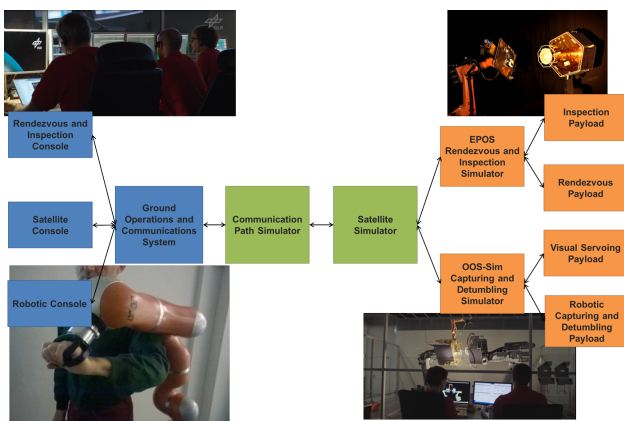 DLR
Rendezvous and
Inspection
Console
Satellite
Console
Robotic Console
Ground
Operations and
Communications
System
Communication
Path Simulator
Satellite
Simulator
EPOS
Rendezvous and
Inspection
Simulator
OOS-Sim
Capturing and
Detumbling
Simulator
Inspection
Payload
Rendezvous
Payload
Visual Servoing
Payload
Robotic
Capturing and
Detumbling
Payload